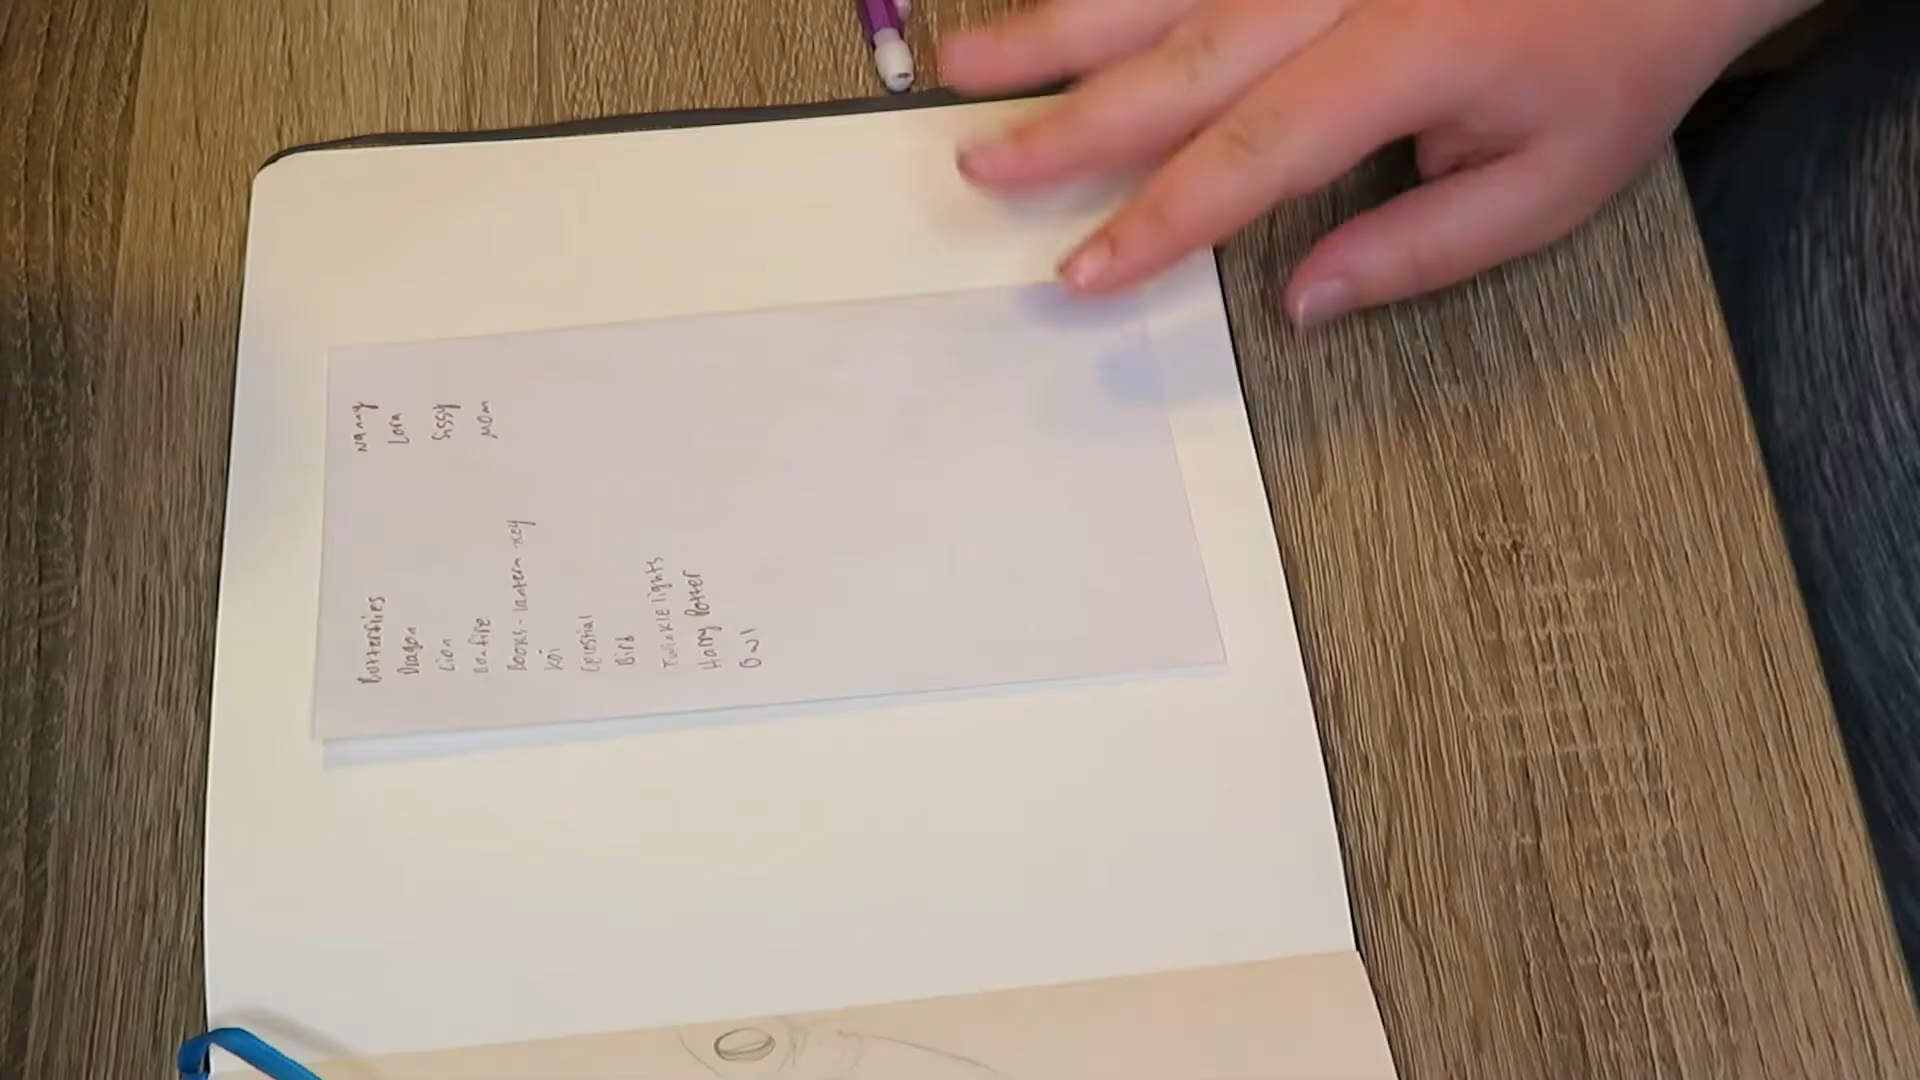 Butterflies
Dragon
Lion
Bonfire
Books - lantern - key
Koi
Celestial
Bird
Twinkle lights
Harry Potter
Owl
Nanny
Lora
Sissy
Mom